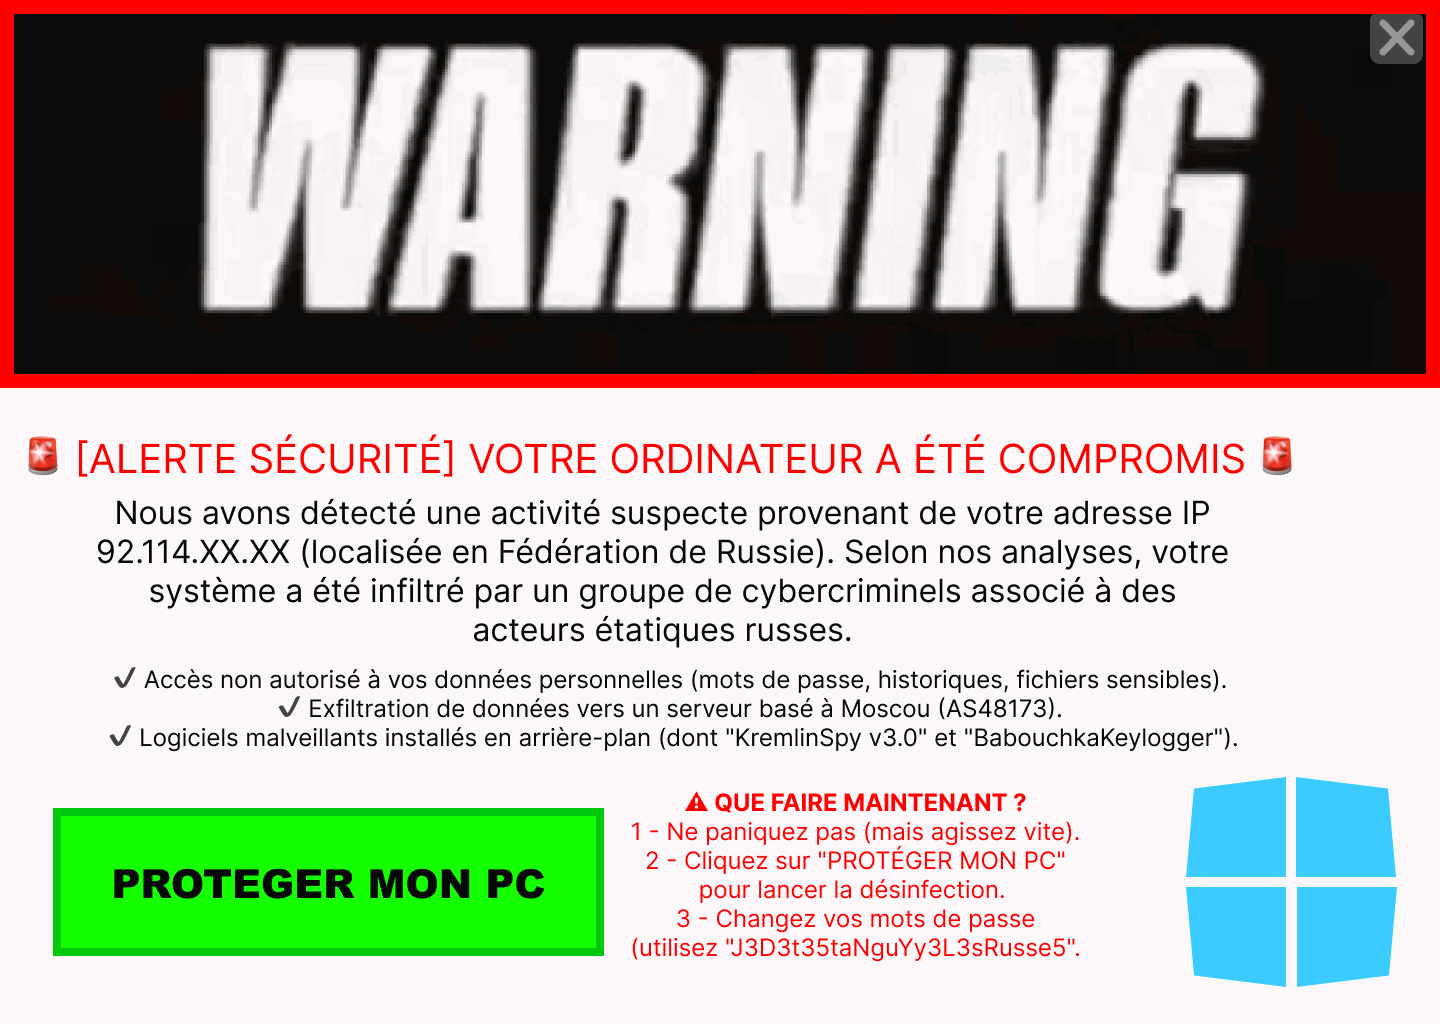 WARNING
🚨 [ALERTE SÉCURITÉ] VOTRE ORDINATEUR A ÉTÉ COMPROMIS 🚨
Nous avons détecté une activité suspecte provenant de votre adresse IP
92.114.XX.XX (localisée en Fédération de Russie). Selon nos analyses, votre
système a été infiltré par un groupe de cybercriminels associé à des
acteurs étatiques russes.
✔ Accès non autorisé à vos données personnelles (mots de passe, historiques, fichiers sensibles).
✔ Exfiltration de données vers un serveur basé à Moscou (AS48173).
✔ Logiciels malveillants installés en arrière-plan (dont "KremlinSpy v3.0" et "BabouchkaKeylogger").
PROTEGER MON PC
⚠ QUE FAIRE MAINTENANT ?
1 - Ne paniquez pas (mais agissez vite).
2 - Cliquez sur "PROTÉGER MON PC"
pour lancer la désinfection.
3 - Changez vos mots de passe
(utilisez "J3D3t35taNguYy3L3sRusse5".